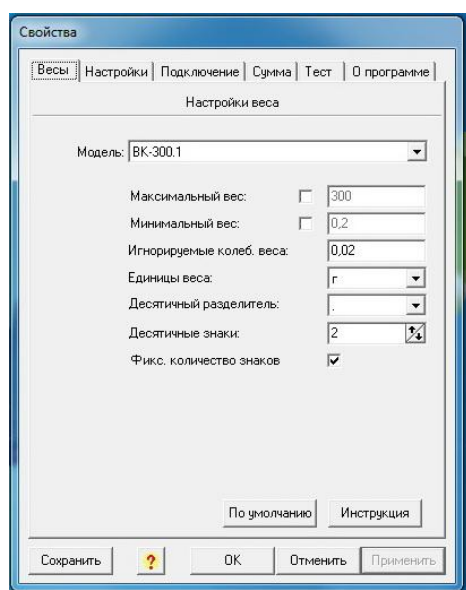 Свойства
Весы Настройки Подключение Сумма Тест О программе
Настройки веса
Модель: ВК-300.1
Максимальный вес: 300
Минимальный вес: 0,2
Игнорируемые колеб. веса: 0,02
Единицы веса: г
Десятичный разделитель: .
Десятичные знаки: 2
Фикс. количество знаков
По умолчанию Инструкция
Сохранить ? OK Отменить Применить